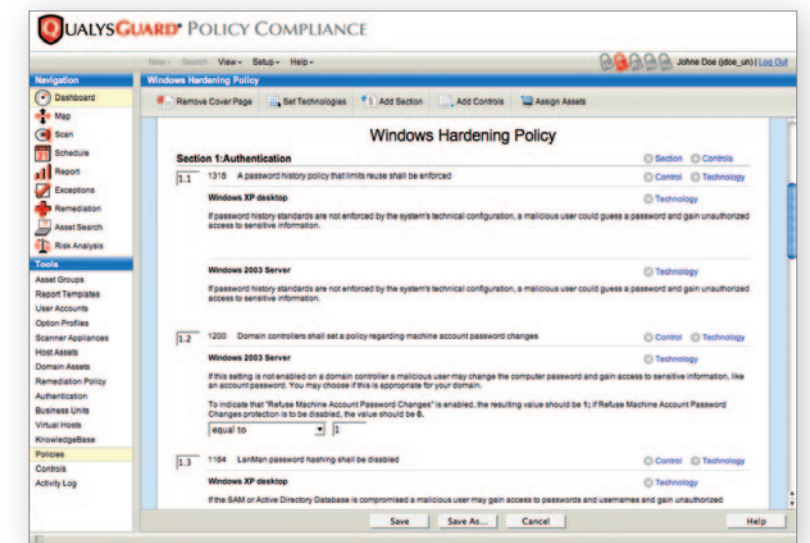 QUALYSGUARD® POLICY COMPLIANCE
New Search View Setup Help Johne Doe (jdoe_un) | Log Out
Navigation
Dashboard
Map
Scan
Schedule
Report
Exceptions
Remediation
Asset Search
Risk Analysis
Tools
Asset Groups
Report Templates
User Accounts
Option Profiles
Scanner Appliances
Host Assets
Domain Assets
Remediation Policy
Authentication
Business Units
Virtual Hosts
KnowledgeBase
Policies
Controls
Activity Log
Windows Hardening Policy
Remove Cover Page Set Technologies Add Section Add Controls Assign Assets
Windows Hardening Policy
Section 1:Authentication Section Controls
1.1 1318 A password history policy that limits reuse shall be enforced Control Technology
Windows XP desktop Technology
If password history standards are not enforced by the system's technical configuration, a malicious user could guess a password and gain unauthorized
access to sensitive information.
Windows 2003 Server Technology
If password history standards are not enforced by the system's technical configuration, a malicious user could guess a password and gain unauthorized
access to sensitive information.
1.2 1200 Domain controllers shall set a policy regarding machine account password changes Control Technology
Windows 2003 Server Technology
If this setting is not enabled on a domain controller a malicious user may change the computer password and gain access to sensitive information, like
an account password. You may choose if this is appropriate for your domain.
To indicate that "Refuse Machine Account Password Changes" is enabled, the resulting value should be 1; if Refuse Machine Account Password
Changes protection is to be disabled, the value should be 0.
equal to 1
1.3 1164 LanMan password hashing shall be disabled Control Technology
Windows XP desktop Technology
If the SAM or Active Directory Database is compromised a malicious user may gain access to passwords and usernames and gain unauthorized
Save Save As... Cancel Help